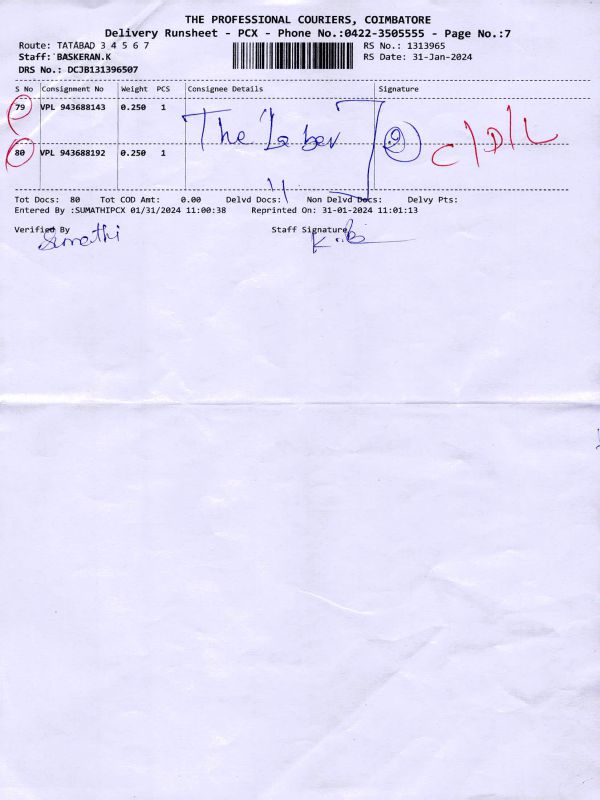 THE PROFESSIONAL COURIERS, COIMBATORE
Delivery Runsheet - PCX - Phone No.:0422-3505555 - Page No.:7
Route: TATABAD 3 4 5 6 7
RS No.: 1313965
Staff: BASKERAN.K
RS Date: 31-Jan-2024
DRS No.: DCJB131396507
S No Consignment No Weight PCS Consignee Details Signature
79 VPL 943688143 0.250 1
The
80 VPL 943688192 0.250 1
Tot Docs: 80 Tot COD Amt: 0.00 Delvd Docs: Non Delvd Docs: Delvy Pts:
Entered By :SUMATHIPCX 01/31/2024 11:00:38 Reprinted On: 31-01-2024 11:01:13
Verified By Staff Signature
Sumathi